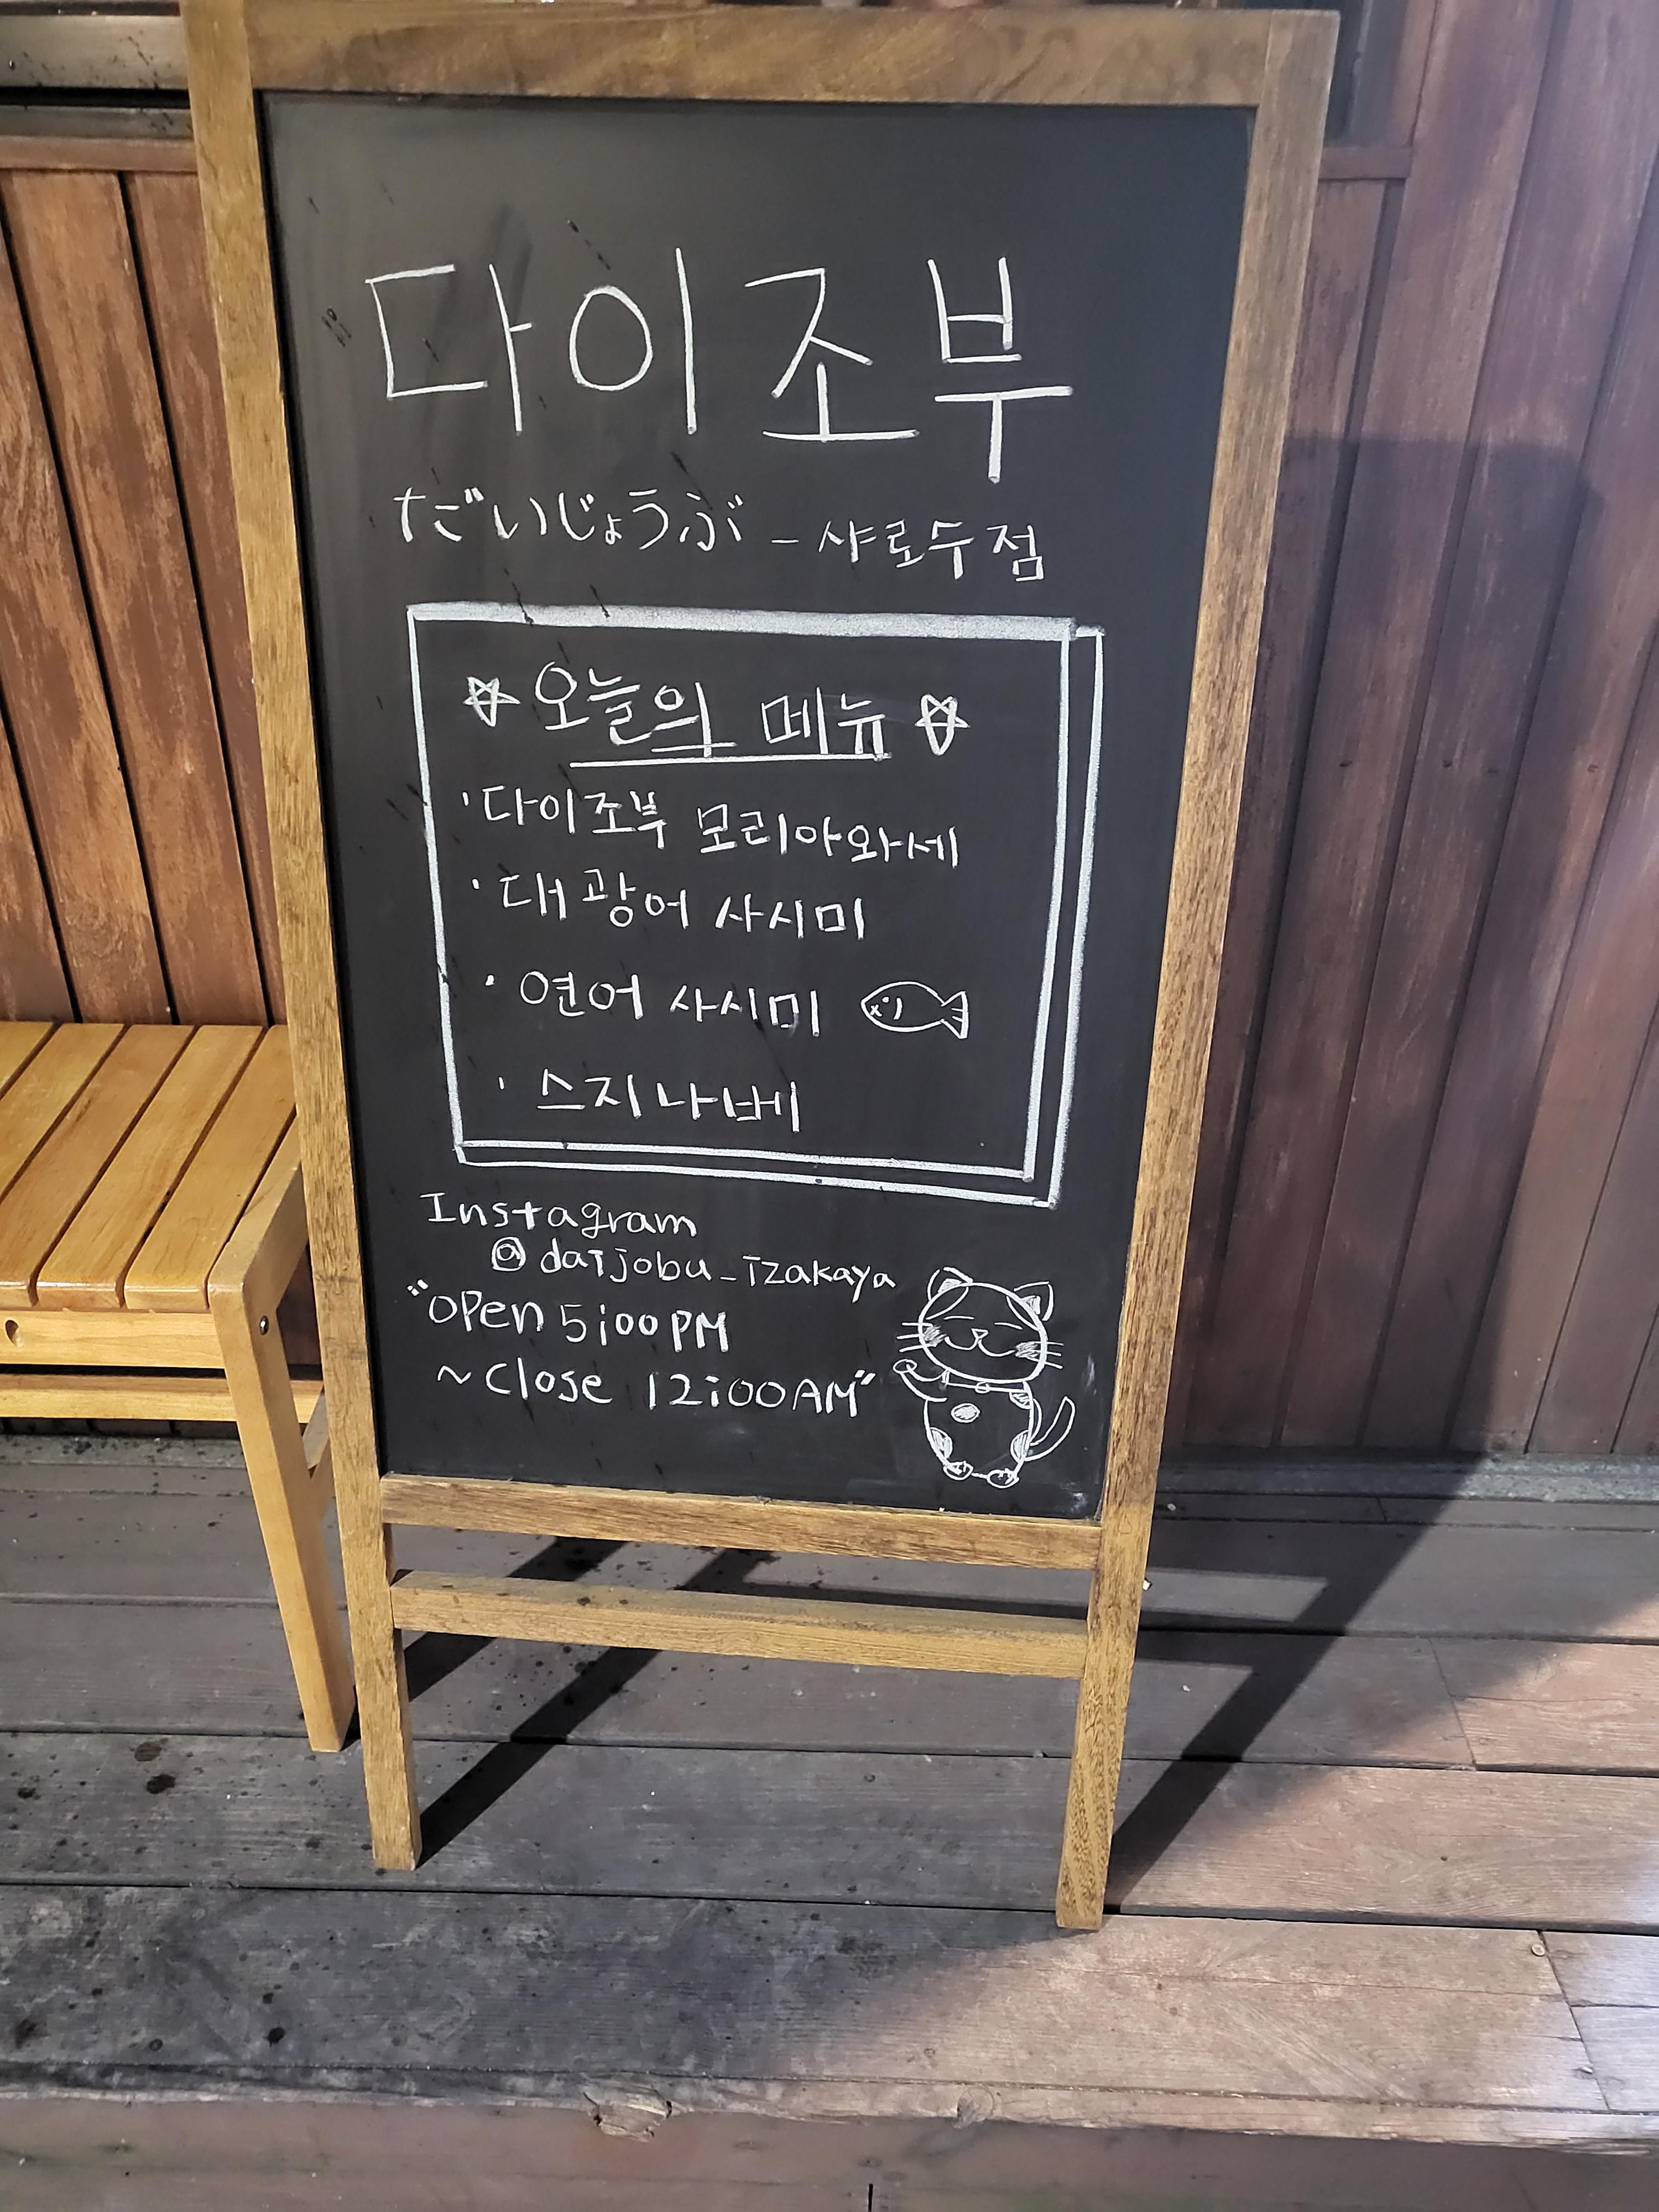 다이조부
だいじょうぶ - 샤로수점
☆ 오늘의 메뉴 ☆
· 다이조부 모리아와세
· 대광어 사시미
· 연어 사시미
· 스지나베
Instagram
@daijobu_izakaya
"open 5:00PM
~ close 12:00AM"